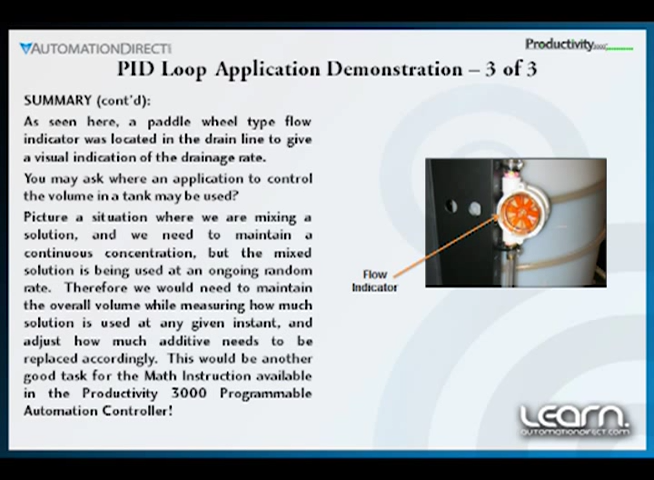 AUTOMATIONDIRECT
Productivity3000
PID Loop Application Demonstration – 3 of 3
SUMMARY (cont'd):
As seen here, a paddle wheel type flow
indicator was located in the drain line to give
a visual indication of the drainage rate.
You may ask where an application to control
the volume in a tank may be used?
Picture a situation where we are mixing a
solution, and we need to maintain a
continuous concentration, but the mixed
solution is being used at an ongoing random
rate. Therefore we would need to maintain
the overall volume while measuring how much
solution is used at any given instant, and
adjust how much additive needs to be
replaced accordingly. This would be another
good task for the Math Instruction available
in the Productivity 3000 Programmable
Automation Controller!
Flow
Indicator
LEARN.
AUTOMATIONDIRECT.COM